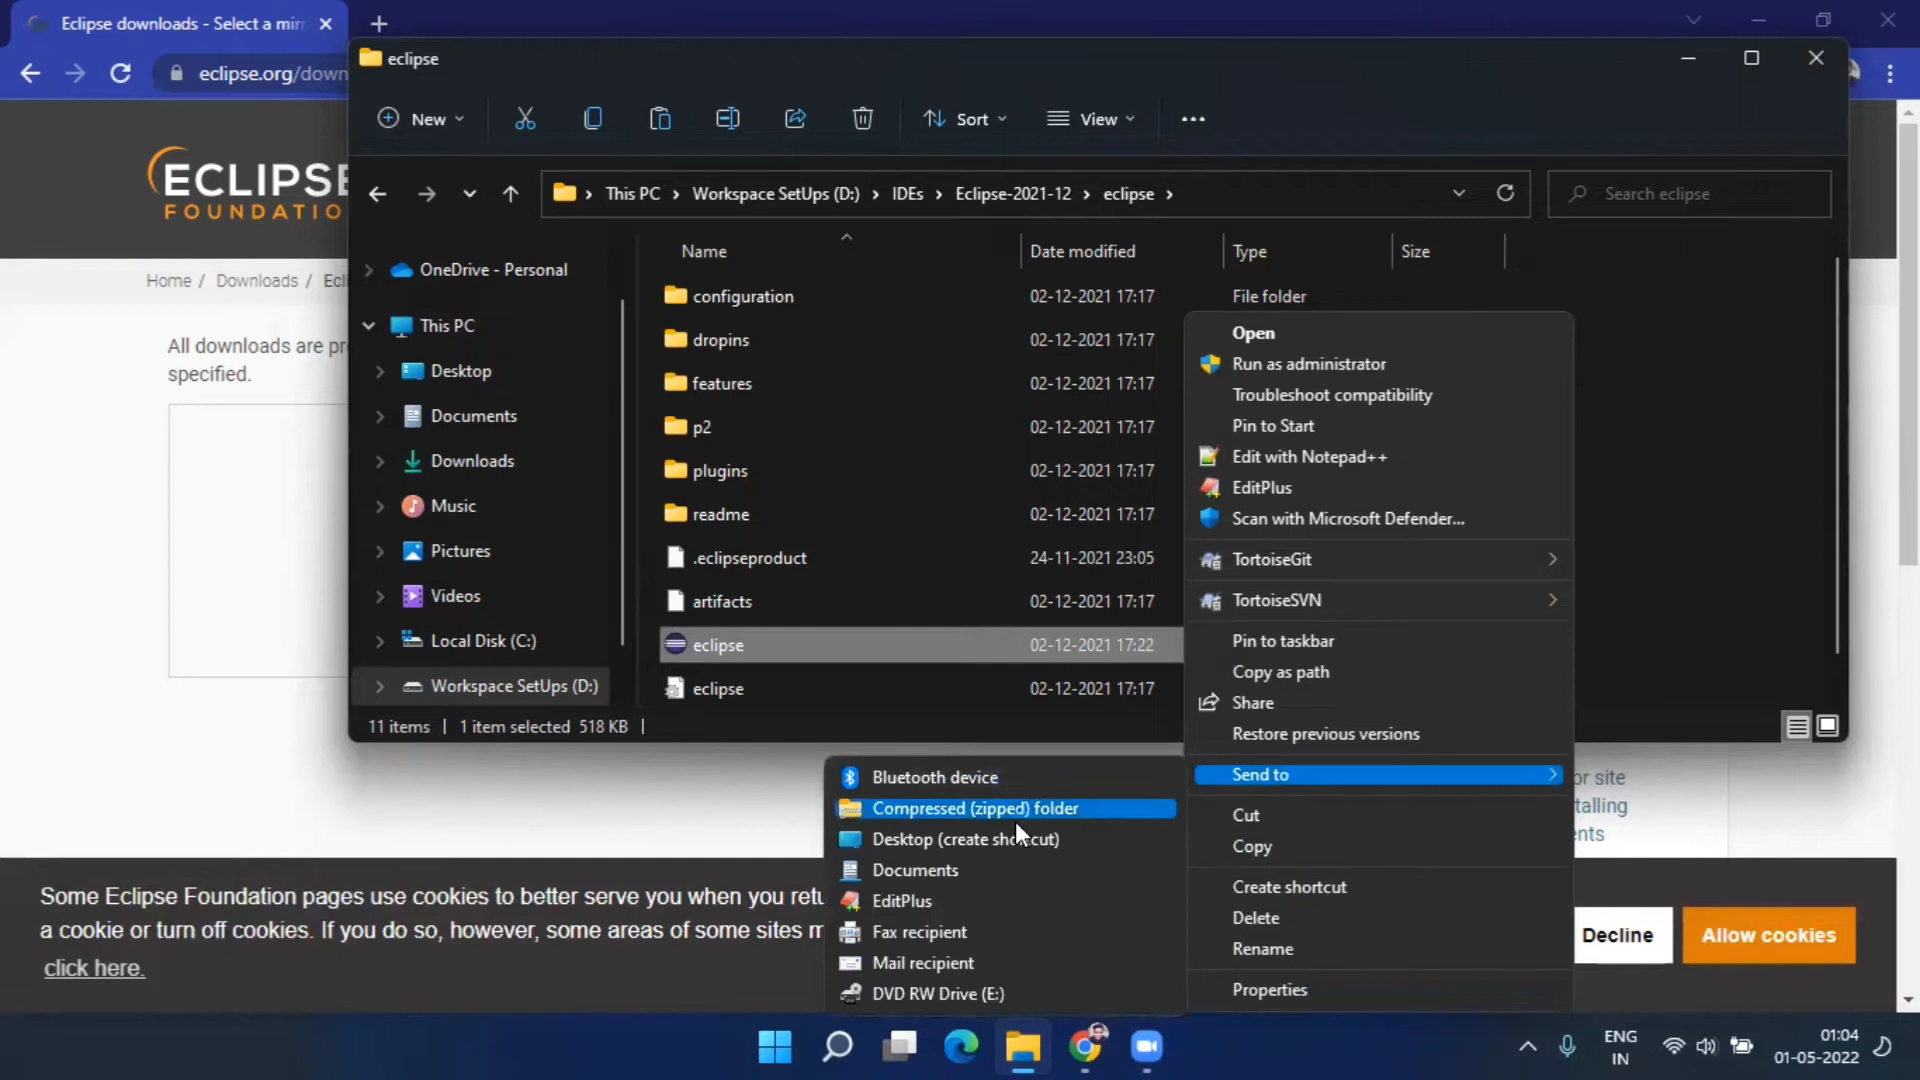 Eclipse downloads - Select a mirr
eclipse.org/down
eclipse
New
Sort
View
This PC > Workspace SetUps (D:) > IDEs > Eclipse-2021-12 > eclipse >
Search eclipse
ECLIPSE
FOUNDATIO
Home / Downloads / Ecli
All downloads are pr
specified.
OneDrive - Personal
This PC
Desktop
Documents
Downloads
Music
Pictures
Videos
Local Disk (C:)
Workspace SetUps (D:)
Name Date modified Type Size
configuration 02-12-2021 17:17 File folder
dropins 02-12-2021 17:17
features 02-12-2021 17:17
p2 02-12-2021 17:17
plugins 02-12-2021 17:17
readme 02-12-2021 17:17
.eclipseproduct 24-11-2021 23:05
artifacts 02-12-2021 17:17
eclipse 02-12-2021 17:22
eclipse 02-12-2021 17:17
11 items 1 item selected 518 KB
Open
Run as administrator
Troubleshoot compatibility
Pin to Start
Edit with Notepad++
EditPlus
Scan with Microsoft Defender...
TortoiseGit
TortoiseSVN
Pin to taskbar
Copy as path
Share
Restore previous versions
Send to
Cut
Copy
Create shortcut
Delete
Rename
Properties
Bluetooth device
Compressed (zipped) folder
Desktop (create shortcut)
Documents
EditPlus
Fax recipient
Mail recipient
DVD RW Drive (E:)
or site
talling
ents
Some Eclipse Foundation pages use cookies to better serve you when you retu
a cookie or turn off cookies. If you do so, however, some areas of some sites m
click here.
Decline
Allow cookies
ENG
IN
01:04
01-05-2022